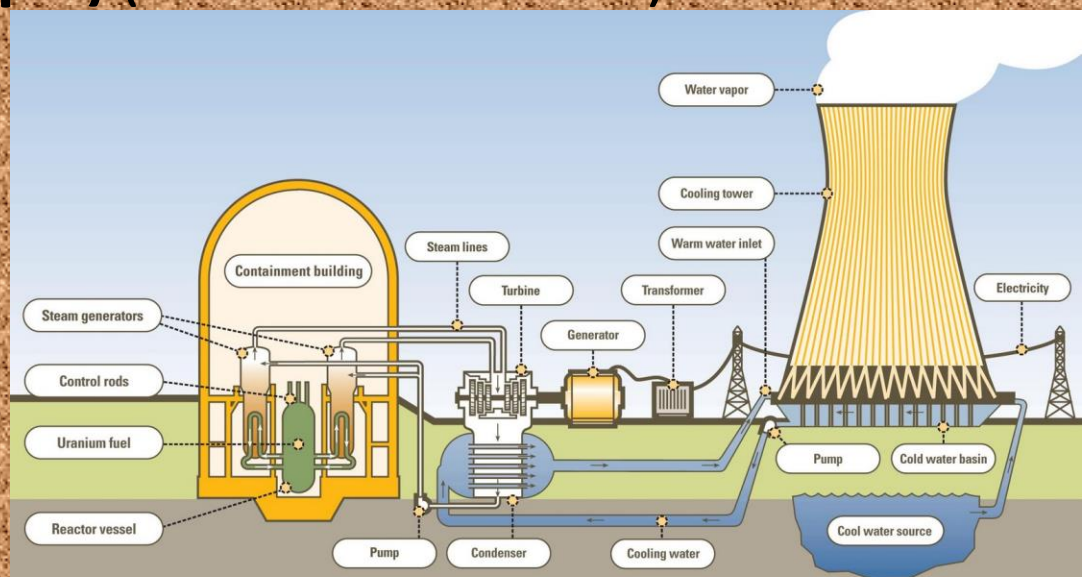 Water vapor
Cooling tower
Steam lines
Warm water inlet
Containment building
Turbine
Transformer
Electricity
Steam generators
Generator
Control rods
Uranium fuel
Pump
Cold water basin
Reactor vessel
Pump
Condenser
Cooling water
Cool water source